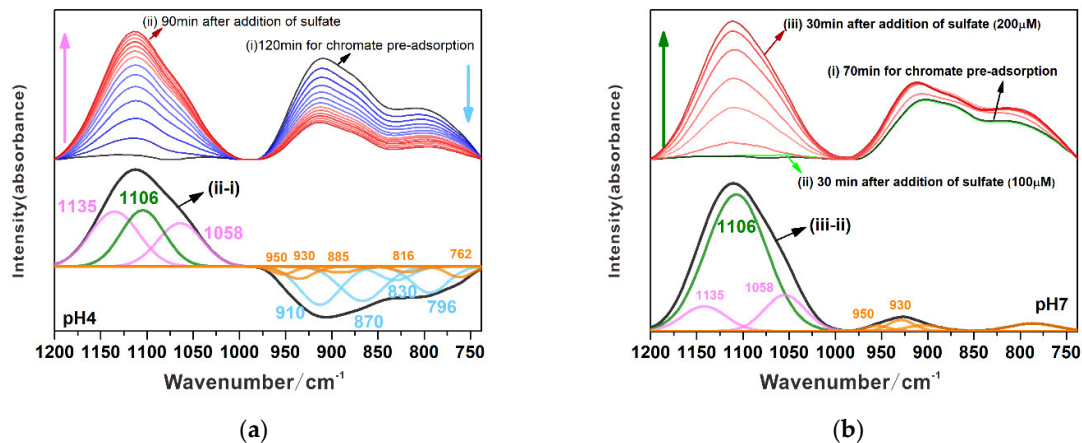 (ii) 90min after addition of sulfate
(i)120min for chromate pre-adsorption
Intensity(absorbance)
(ii-i)
1135
1106
1058
950
930
885
816
762
910
870
830
796
pH4
1200 1150 1100 1050 1000 950 900 850 800 750
Wavenumber/cm-1
(a)
(iii) 30min after addition of sulfate (200μM)
(i) 70min for chromate pre-adsorption
Intensity(absorbance)
(ii) 30 min after addition of sulfate (100μM)
1106
(iii-ii)
1135
1058
950
930
pH7
1200 1150 1100 1050 1000 950 900 850 800 750
Wavenumber/cm-1
(b)